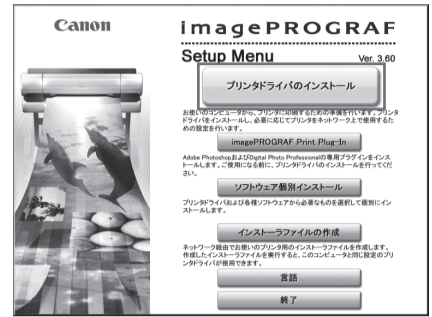 Canon
imagePROGRAF
Setup Menu
Ver. 3.60
プリンタドライバのインストール
お使いのコンピュータから、プリンタに印刷するための準備を行います。プリンタ
ドライバをインストールし、必要に応じてプリンタをネットワーク上で使用するた
めの設定を行います。
imagePROGRAF Print Plug-In
Adobe PhotoshopおよびDigital Photo Professionalの専用プラグインをインス
トールします。ご使用になる前に、プリンタドライバのインストールを行ってくだ
さい。
ソフトウェア個別インストール
プリンタドライバおよび各種ソフトウェアから必要なものを選択して個別にイン
ストールします。
インストーラファイルの作成
ネットワーク経由でお使いのプリンタ用のインストーラファイルを作成します。
作成したインストーラファイルを実行すると、このコンピュータと同じ設定のプリ
ンタドライバが使用できます。
言語
終了